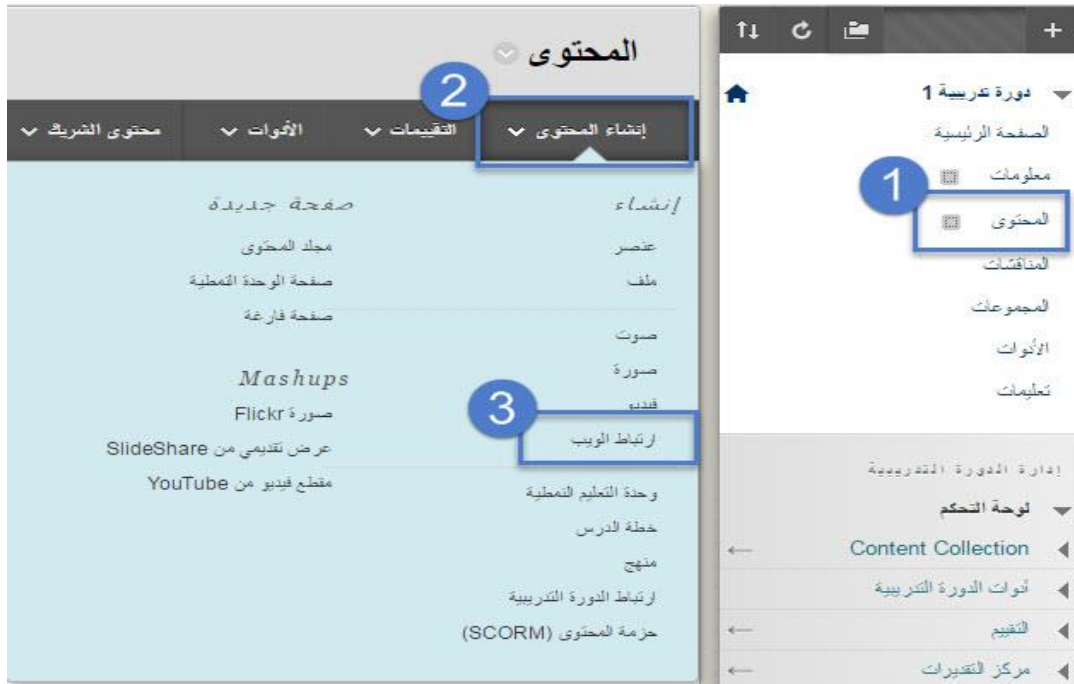 دورة تدريبية 1
الصفحة الرئيسية
معلومات
1
المحتوى
المناقشات
المجموعات
الأدوات
تعليمات
إدارة الدورة التدريبية
لوحة التحكم
Content Collection
أدوات الدورة التدريبية
التقييم
مركز التقديرات
المحتوى
2
إنشاء المحتوى
التقييمات
الأدوات
محتوى الشريك
إنشاء
عنصر
ملف
صوت
صورة
فيديو
3
ارتباط الويب
وحدة التعليم النمطية
خطة الدرس
منهج
ارتباط الدورة التدريبية
حزمة المحتوى (SCORM)
صفحة جديدة
مجلد المحتوى
صفحة الوحدة النمطية
صفحة فارغة
Mashups
صورة Flickr
عرض تقديمي من SlideShare
مقطع فيديو من YouTube